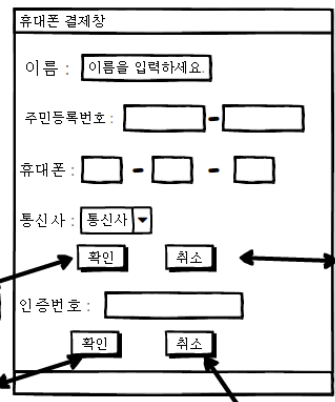 휴대폰 결제창
이름 : 이름을 입력하세요.
주민등록번호 : -
휴대폰 : - -
통신사 : 통신사
확인 취소
인증번호 :
확인 취소